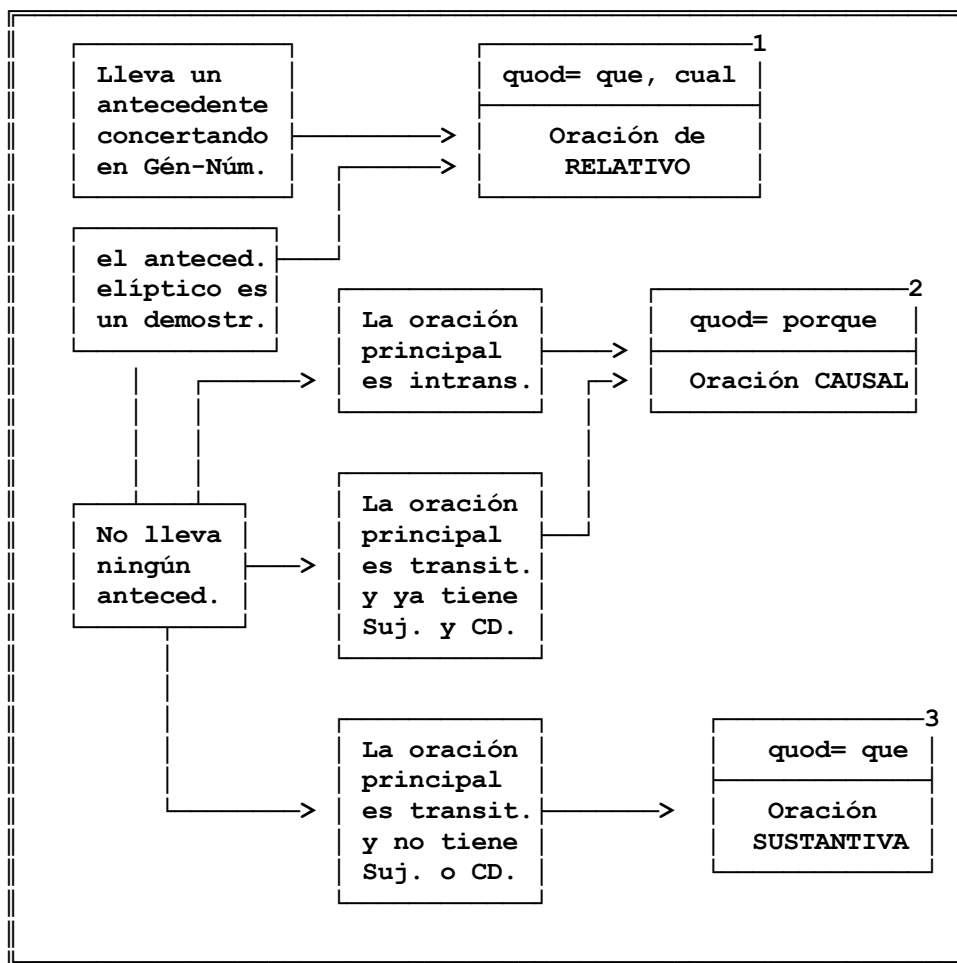 Lleva un
antecedente
concertando
en Gén-Núm.
1
quod= que, cual
Oración de
RELATIVO
el anteced.
elíptico es
un demostr.
La oración
principal
es intrans.
2
quod= porque
Oración CAUSAL
No lleva
ningún
anteced.
La oración
principal
es transit.
y ya tiene
Suj. y CD.
La oración
principal
es transit.
y no tiene
Suj. o CD.
3
quod= que
Oración
SUSTANTIVA